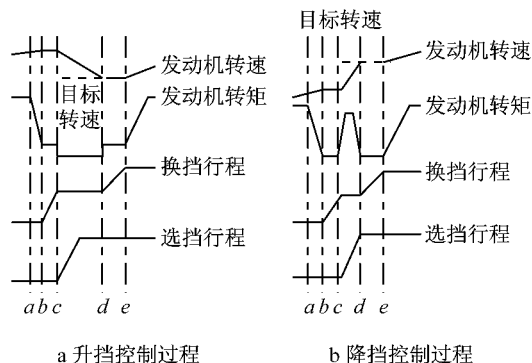 目标转速
发动机转速
目标
转速
发动机转矩
换挡行程
选挡行程
a b c d e
a 升挡控制过程
发动机转速
发动机转矩
换挡行程
选挡行程
a b c d e
b 降挡控制过程